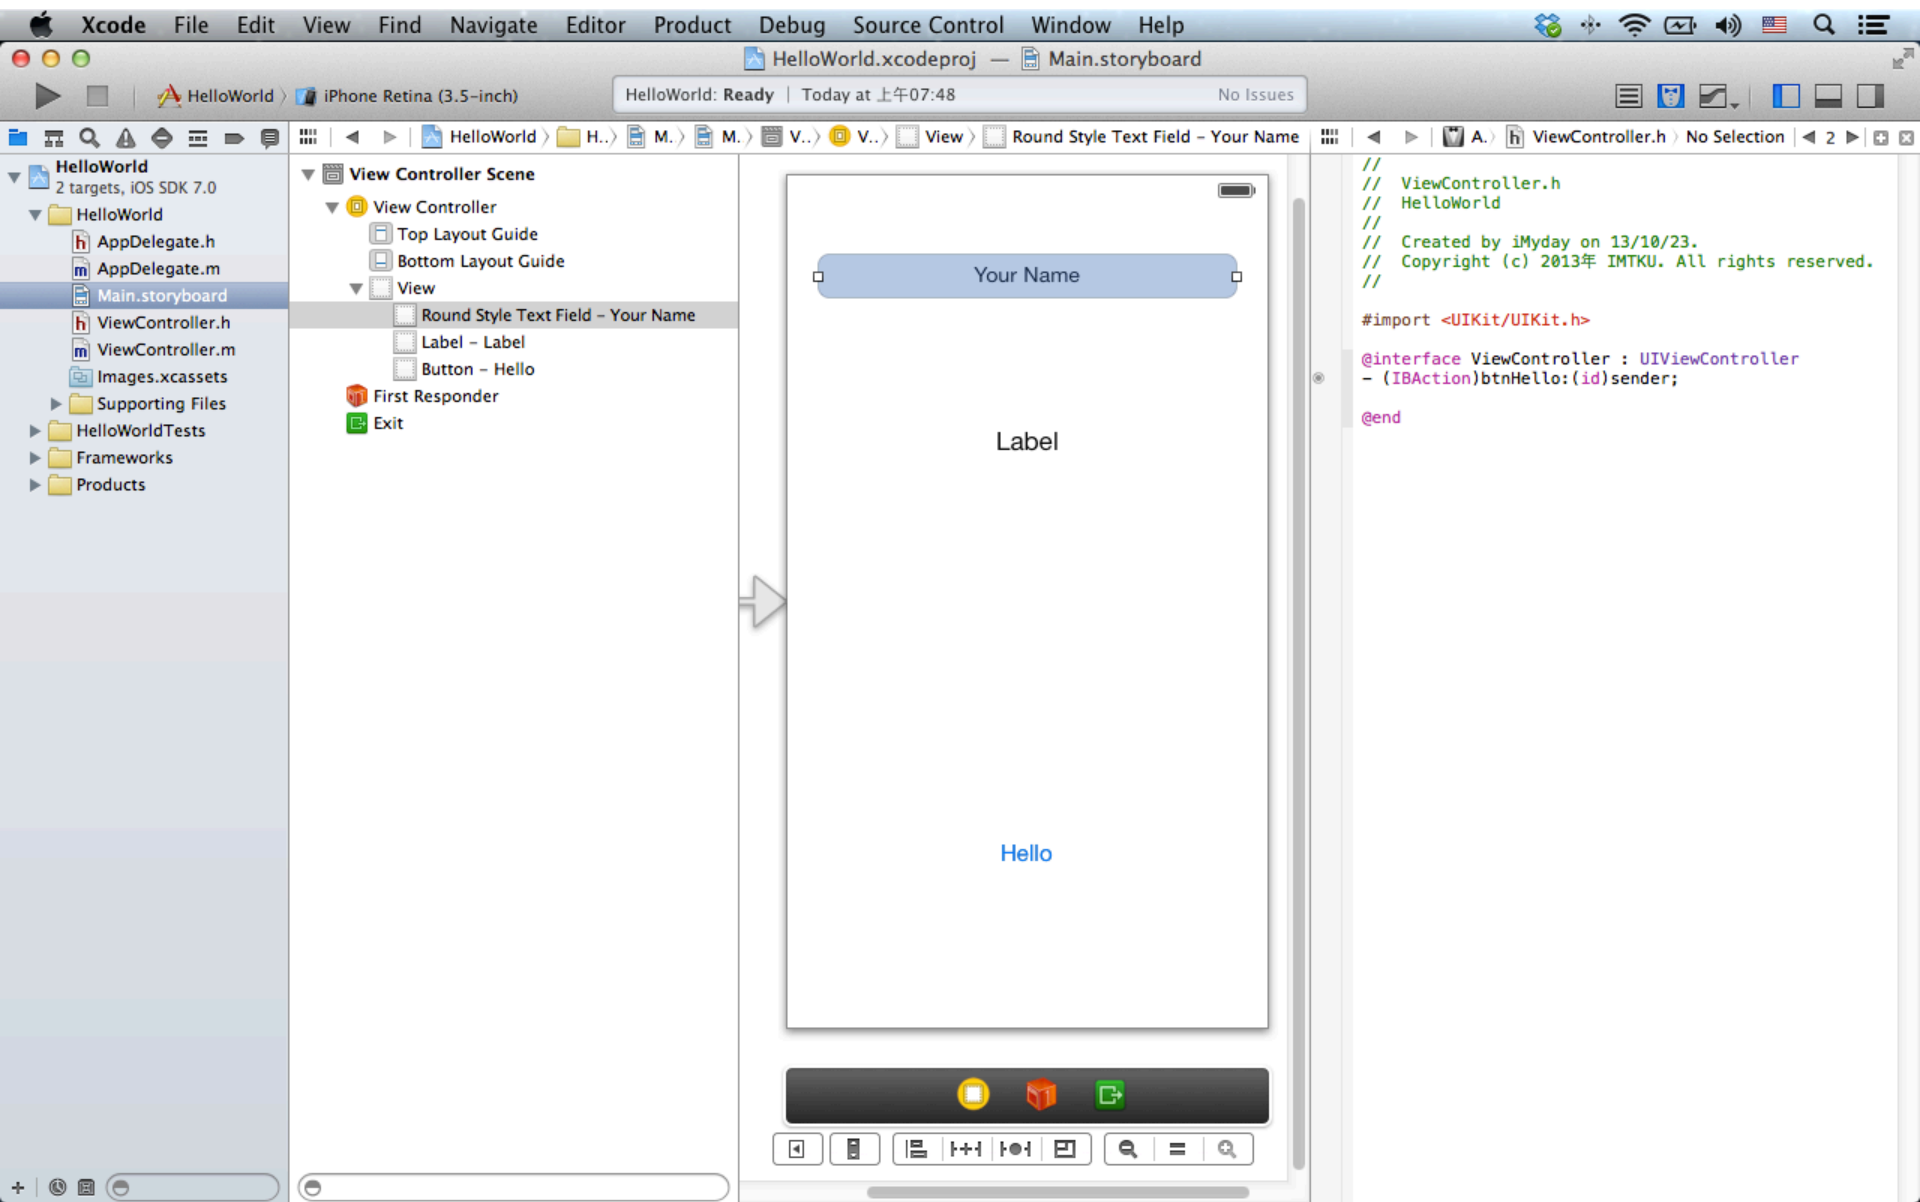 Xcode File Edit View Find Navigate Editor Product Debug Source Control Window Help
HelloWorld.xcodeproj — Main.storyboard
HelloWorld iPhone Retina (3.5-inch)
HelloWorld: Ready | Today at 上午07:48 No Issues
HelloWorld H.. M. M. V.. V.. View Round Style Text Field – Your Name
A. ViewController.h No Selection 2
HelloWorld
2 targets, iOS SDK 7.0
HelloWorld
AppDelegate.h
AppDelegate.m
Main.storyboard
ViewController.h
ViewController.m
Images.xcassets
Supporting Files
HelloWorldTests
Frameworks
Products
View Controller Scene
View Controller
Top Layout Guide
Bottom Layout Guide
View
Round Style Text Field – Your Name
Label – Label
Button – Hello
First Responder
Exit
Your Name
Label
Hello
//
// ViewController.h
// HelloWorld
//
// Created by iMyday on 13/10/23.
// Copyright (c) 2013年 IMTKU. All rights reserved.
//
#import <UIKit/UIKit.h>
@interface ViewController : UIViewController
- (IBAction)btnHello:(id)sender;
@end